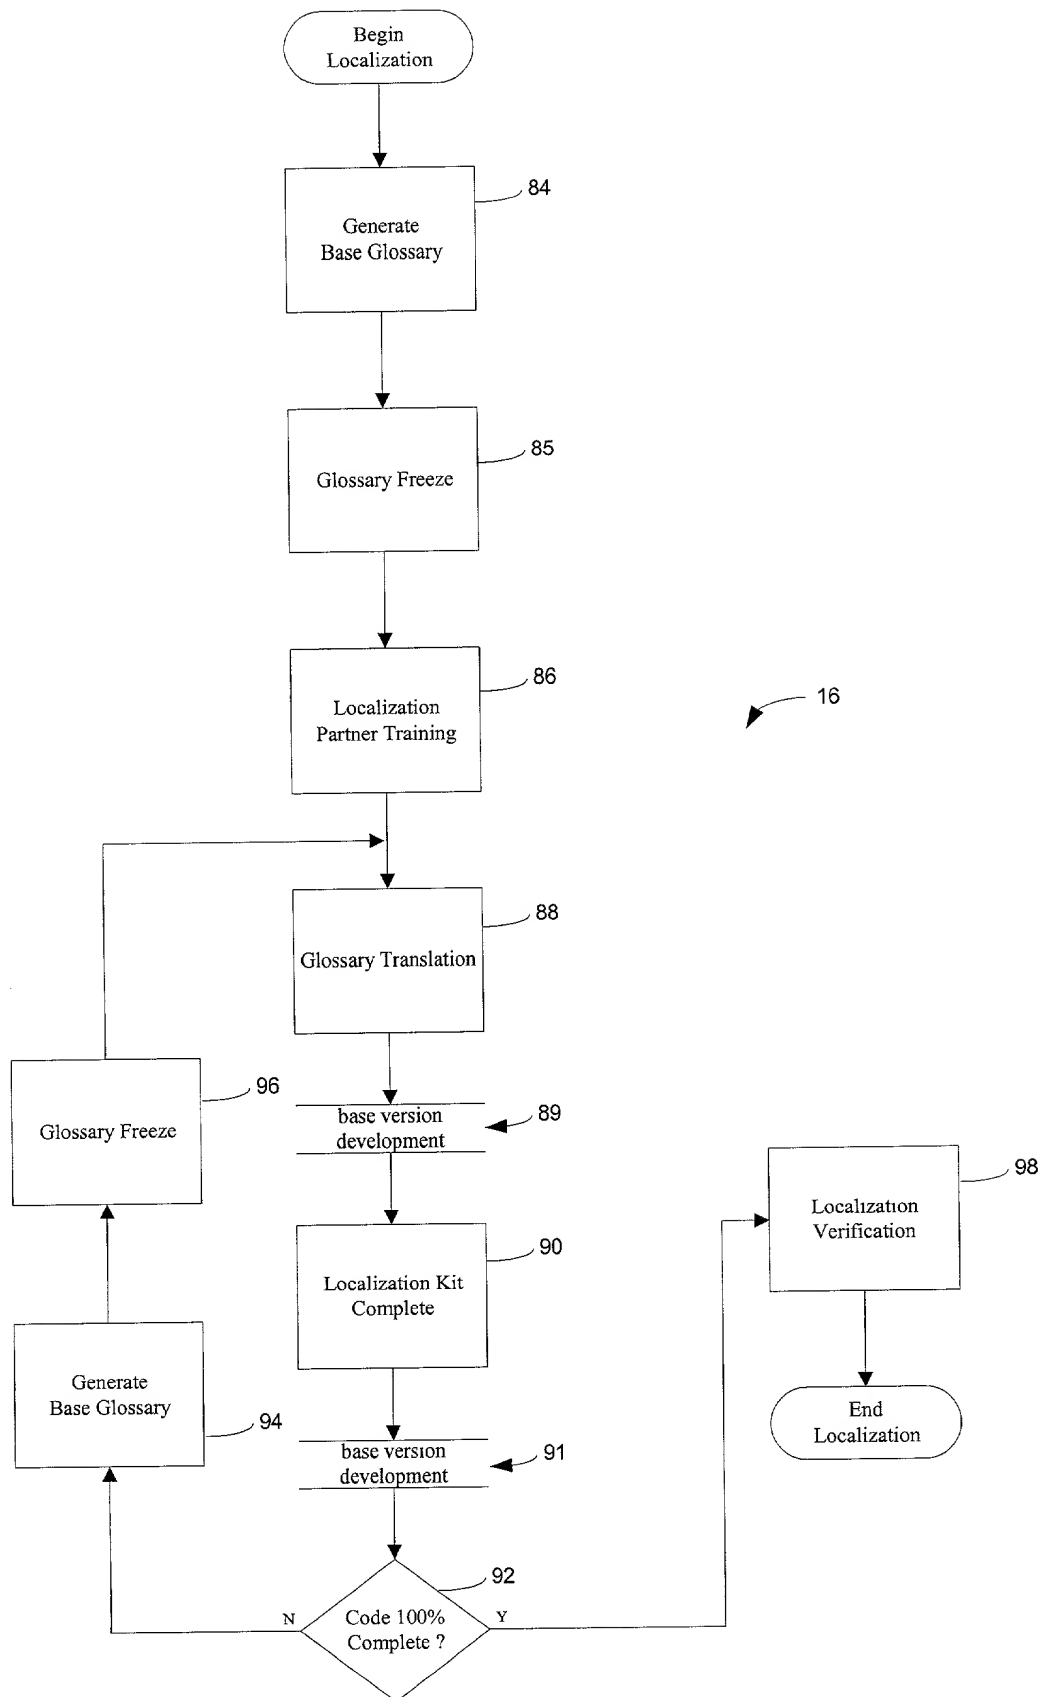 Begin
Localization
84
Generate
Base Glossary
85
Glossary Freeze
86
Localization
Partner Training
16
88
Glossary Translation
96
Glossary Freeze
base version
development
89
98
Localization
Verification
90
Localization Kit
Complete
Generate
Base Glossary
94
End
Localization
base version
development
91
92
N
Code 100%
Complete ?
Y